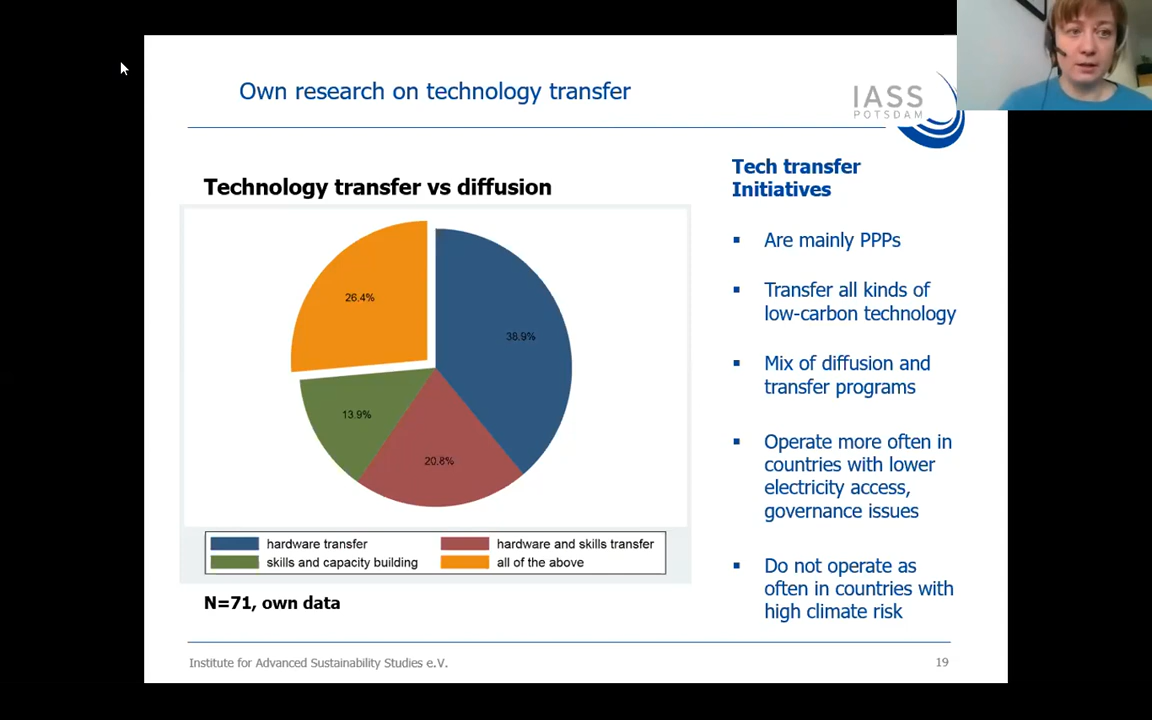 Own research on technology transfer
IASS
POTSDAM
Technology transfer vs diffusion
26.4%
38.9%
13.9%
20.8%
hardware transfer
hardware and skills transfer
skills and capacity building
all of the above
N=71, own data
Tech transfer
Initiatives
▪ Are mainly PPPs
▪ Transfer all kinds of
low-carbon technology
▪ Mix of diffusion and
transfer programs
▪ Operate more often in
countries with lower
electricity access,
governance issues
▪ Do not operate as
often in countries with
high climate risk
Institute for Advanced Sustainability Studies e.V.
19